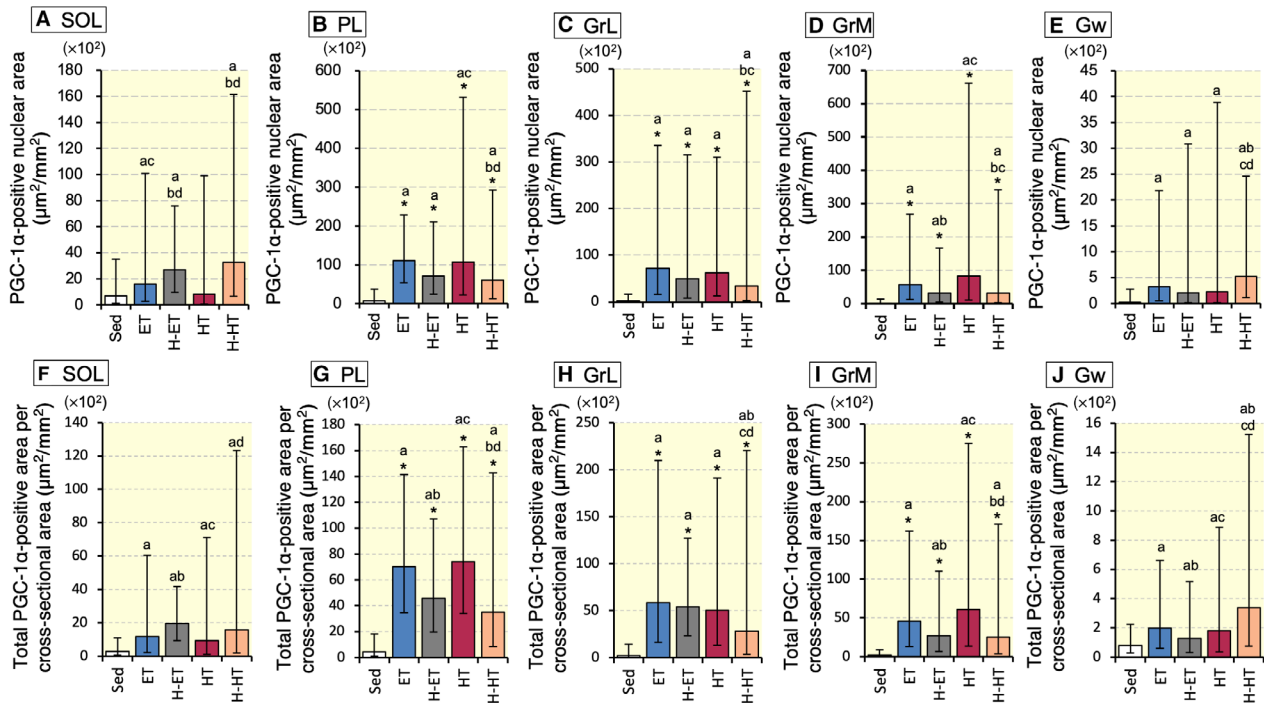 A SOL
(×10²)
PGC-1α-positive nuclear area
(µm²/mm²)
180
160
140
120
100
80
60
40
20
0
ac
a
bd
a
bd
Sed
ET
H-ET
HT
H-HT
B PL
(×10²)
PGC-1α-positive nuclear area
(µm²/mm²)
600
500
400
300
200
100
0
a
*
a
*
ac
*
a
bd
*
Sed
ET
H-ET
HT
H-HT
C GrL
(×10²)
PGC-1α-positive nuclear area
(µm²/mm²)
500
400
300
200
100
0
a
*
a
*
a
*
a
bc
*
Sed
ET
H-ET
HT
H-HT
D GrM
(×10²)
PGC-1α-positive nuclear area
(µm²/mm²)
700
600
500
400
300
200
100
0
a
*
ab
*
ac
*
a
bc
*
Sed
ET
H-ET
HT
H-HT
E Gw
(×10²)
PGC-1α-positive nuclear area
(µm²/mm²)
45
40
35
30
25
20
15
10
5
0
a
a
a
ab
cd
Sed
ET
H-ET
HT
H-HT
F SOL
(×10²)
Total PGC-1α-positive area per
cross-sectional area (µm²/mm²)
140
120
100
80
60
40
20
0
a
ab
ac
ad
Sed
ET
H-ET
HT
H-HT
G PL
(×10²)
Total PGC-1α-positive area per
cross-sectional area (µm²/mm²)
180
160
140
120
100
80
60
40
20
0
a
*
ab
*
ac
*
a
bd
*
Sed
ET
H-ET
HT
H-HT
H GrL
(×10²)
Total PGC-1α-positive area per
cross-sectional area (µm²/mm²)
250
200
150
100
50
0
a
*
a
*
a
*
ab
cd
*
Sed
ET
H-ET
HT
H-HT
I GrM
(×10²)
Total PGC-1α-positive area per
cross-sectional area (µm²/mm²)
300
250
200
150
100
50
0
a
*
ab
*
ac
*
a
bd
*
Sed
ET
H-ET
HT
H-HT
J Gw
(×10²)
Total PGC-1α-positive area per
cross-sectional area (µm²/mm²)
16
14
12
10
8
6
4
2
0
a
ab
ac
ab
cd
Sed
ET
H-ET
HT
H-HT